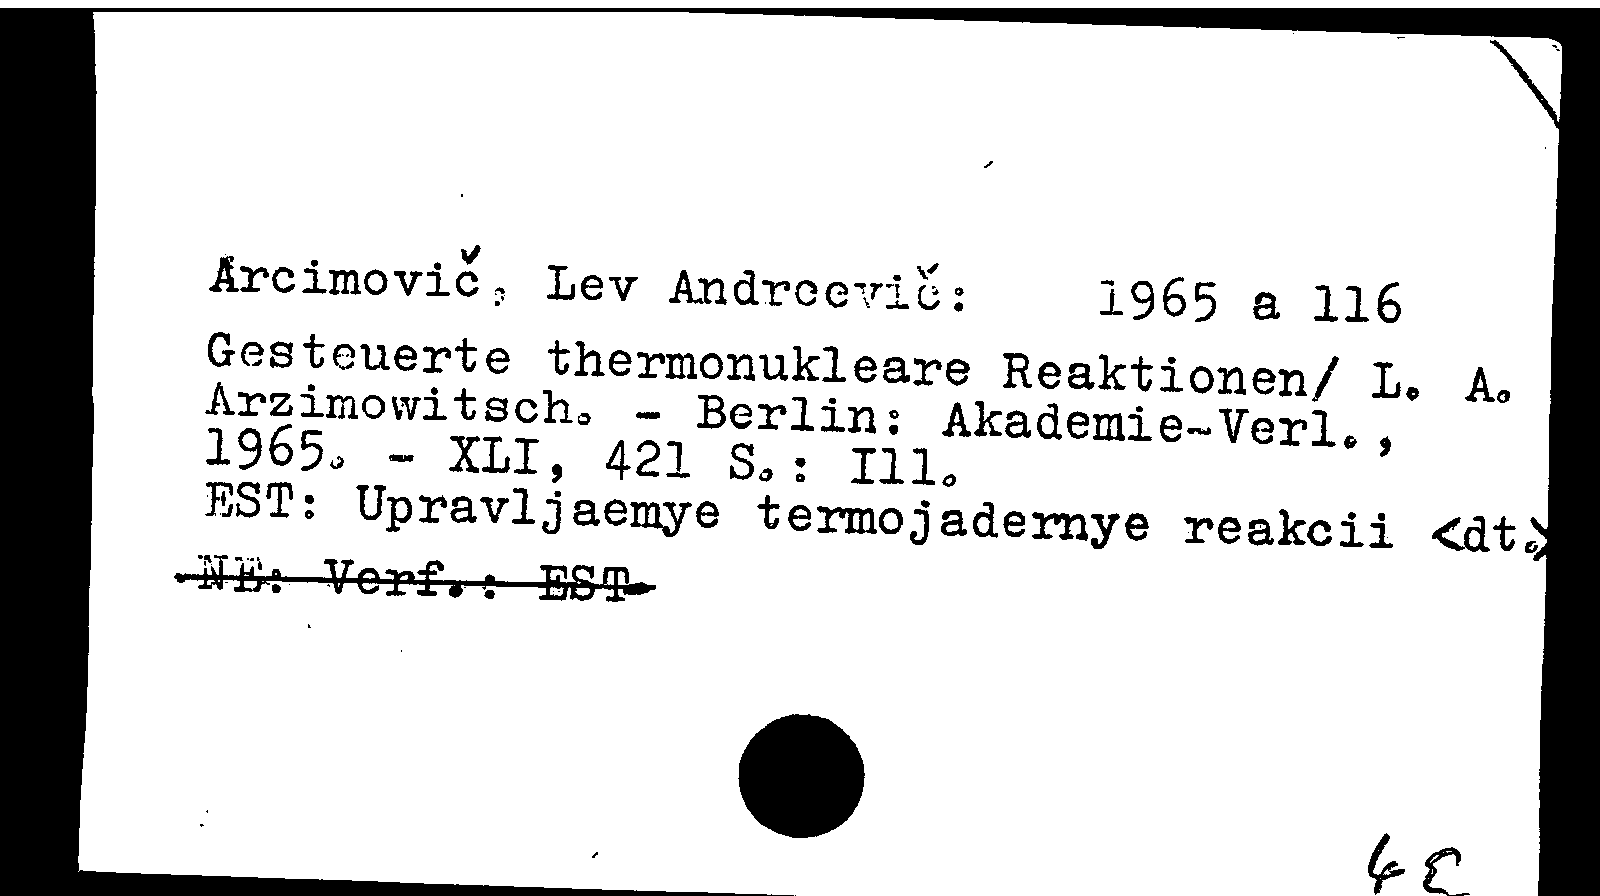 Arcimovič, Lev Andreevič: 1965 a 116
Gesteuerte thermonukleare Reaktionen/ L. A.
Arzimowitsch. - Berlin: Akademie-Verl.,
1965. - XLI, 421 S.: Ill.
EST: Upravljaemye termojadernye reakcii <dt.>
NE: Verf.: EST